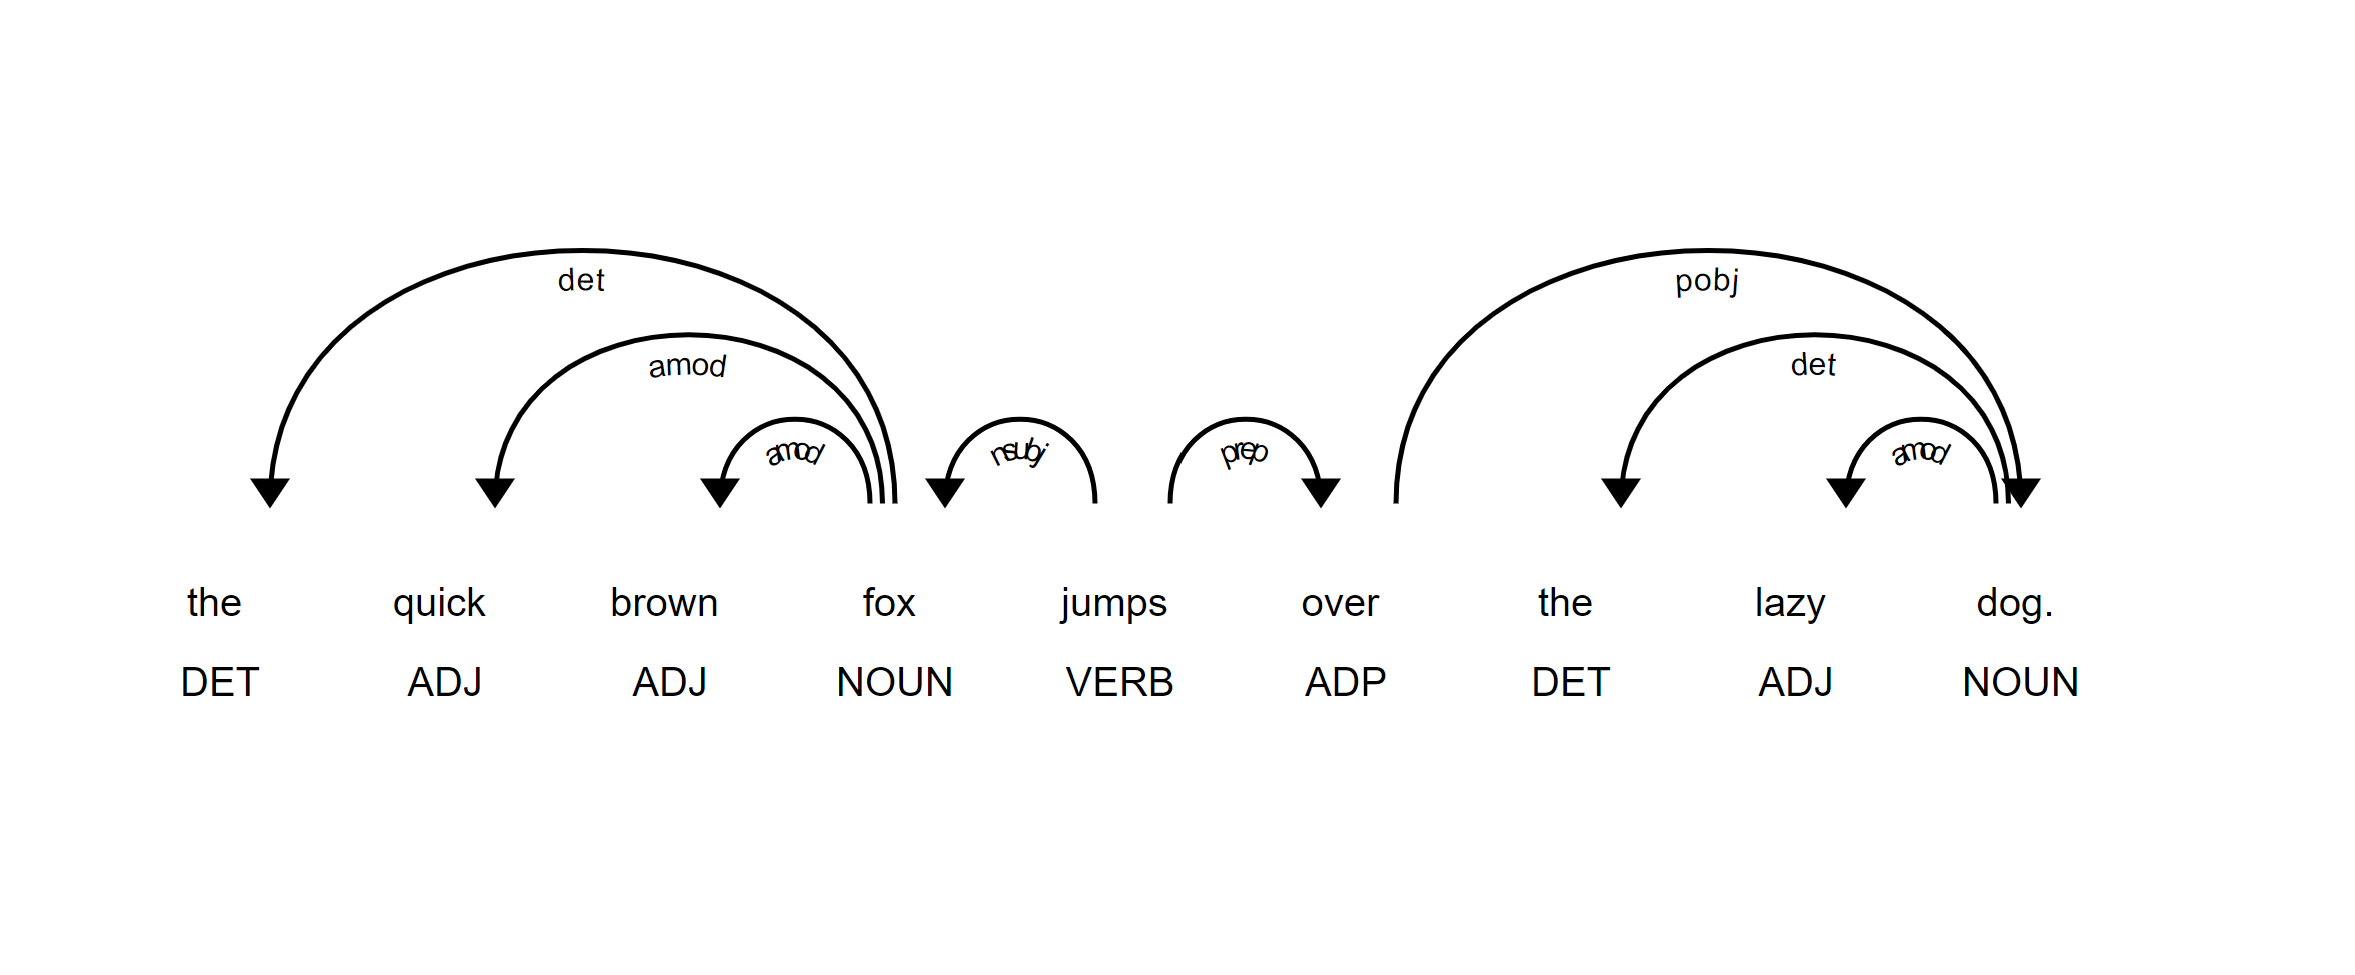 det pobj
amod det
amod nsubj prep amod
the quick brown fox jumps over the lazy dog.
DET ADJ ADJ NOUN VERB ADP DET ADJ NOUN